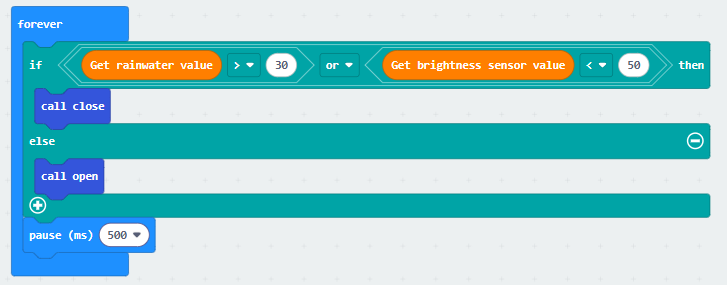 forever
if Get rainwater value > 30 or Get brightness sensor value < 50 then
call close
else
call open
pause (ms) 500